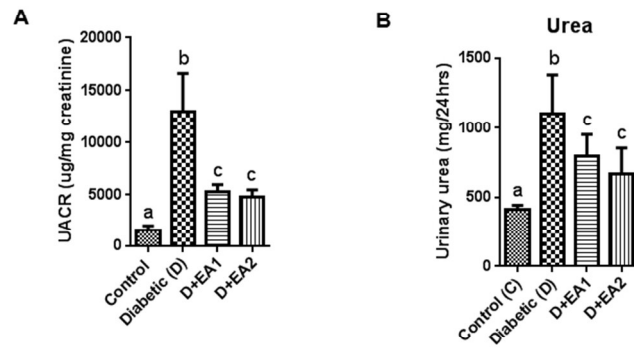 A
UACR (ug/mg creatinine)
20000
15000
10000
5000
0
a
b
c
c
Control
Diabetic (D)
D+EA1
D+EA2
B
Urea
Urinary urea (mg/24hrs)
1500
1000
500
0
a
b
c
c
Control (C)
Diabetic (D)
D+EA1
D+EA2